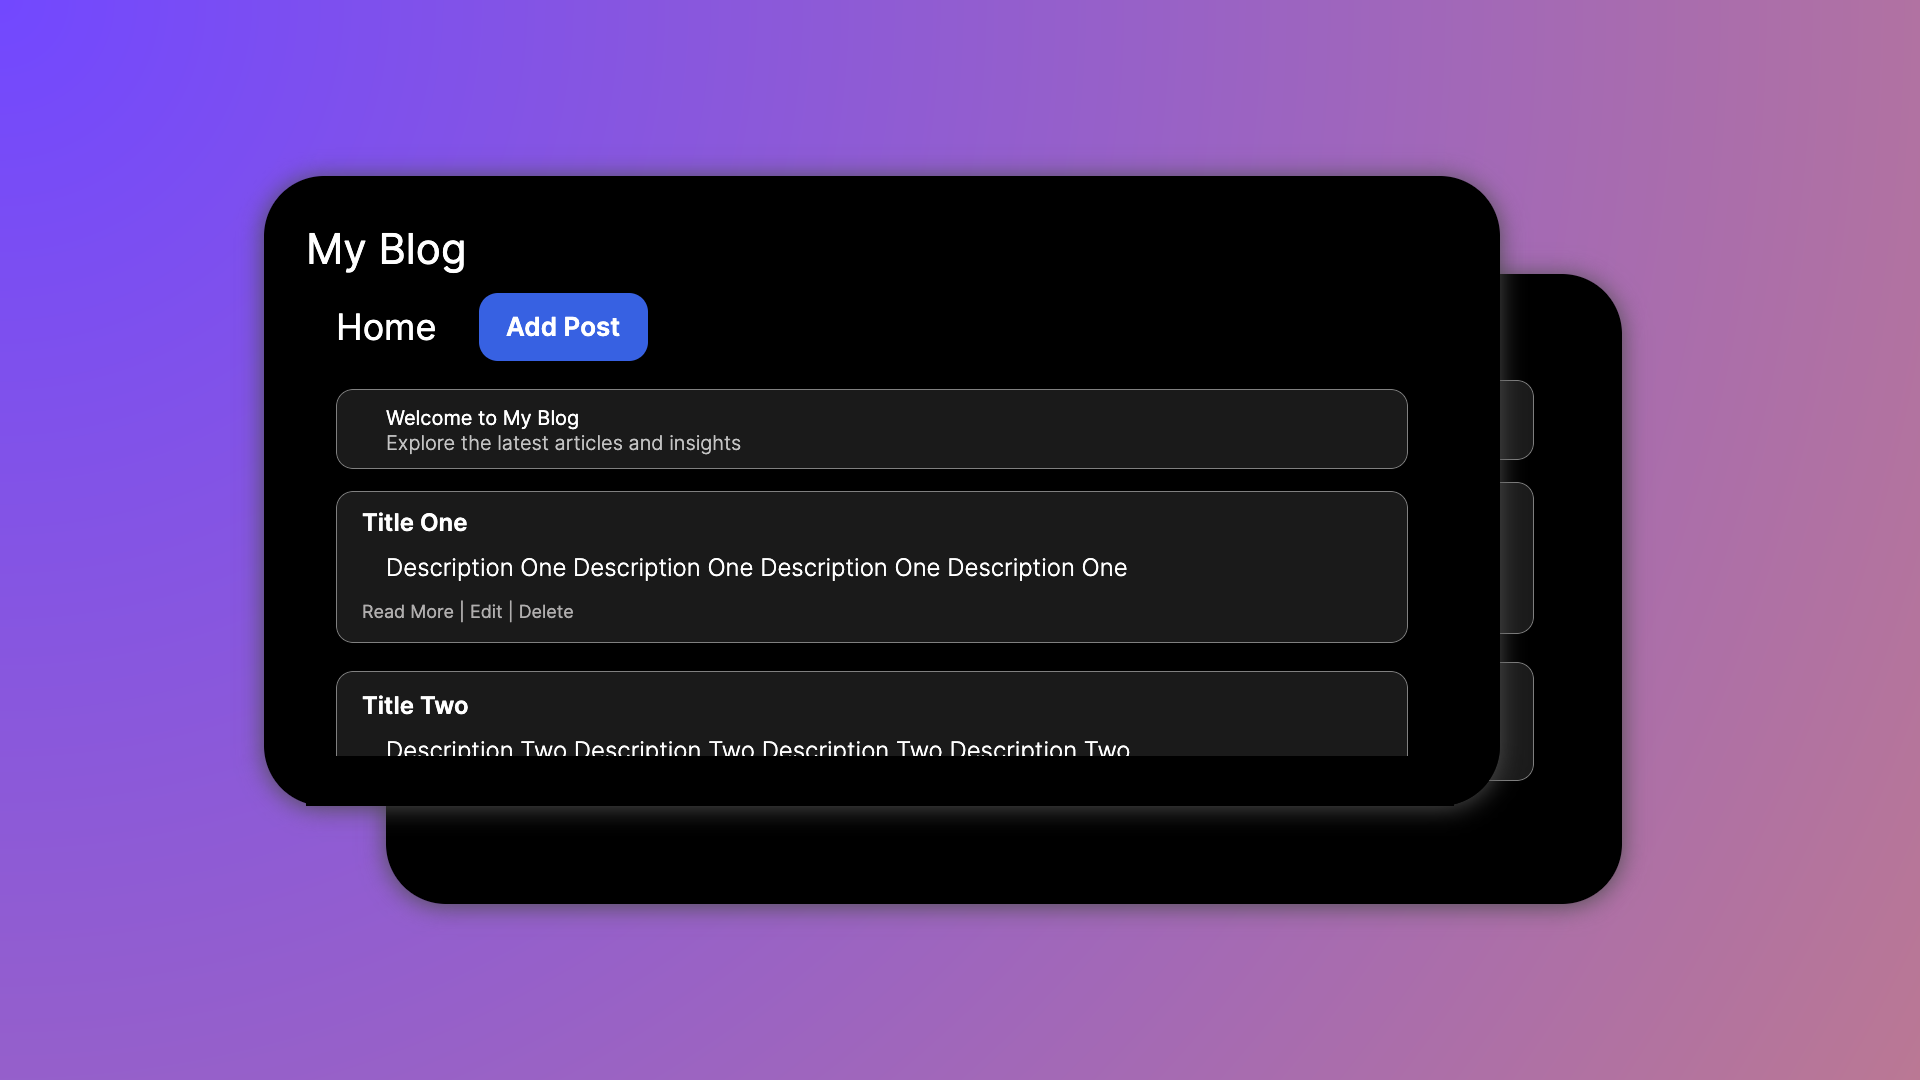 My Blog
Home Add Post
Welcome to My Blog
Explore the latest articles and insights
Title One
Description One Description One Description One Description One
Read More | Edit | Delete
Title Two
Description Two Description Two Description Two Description Two